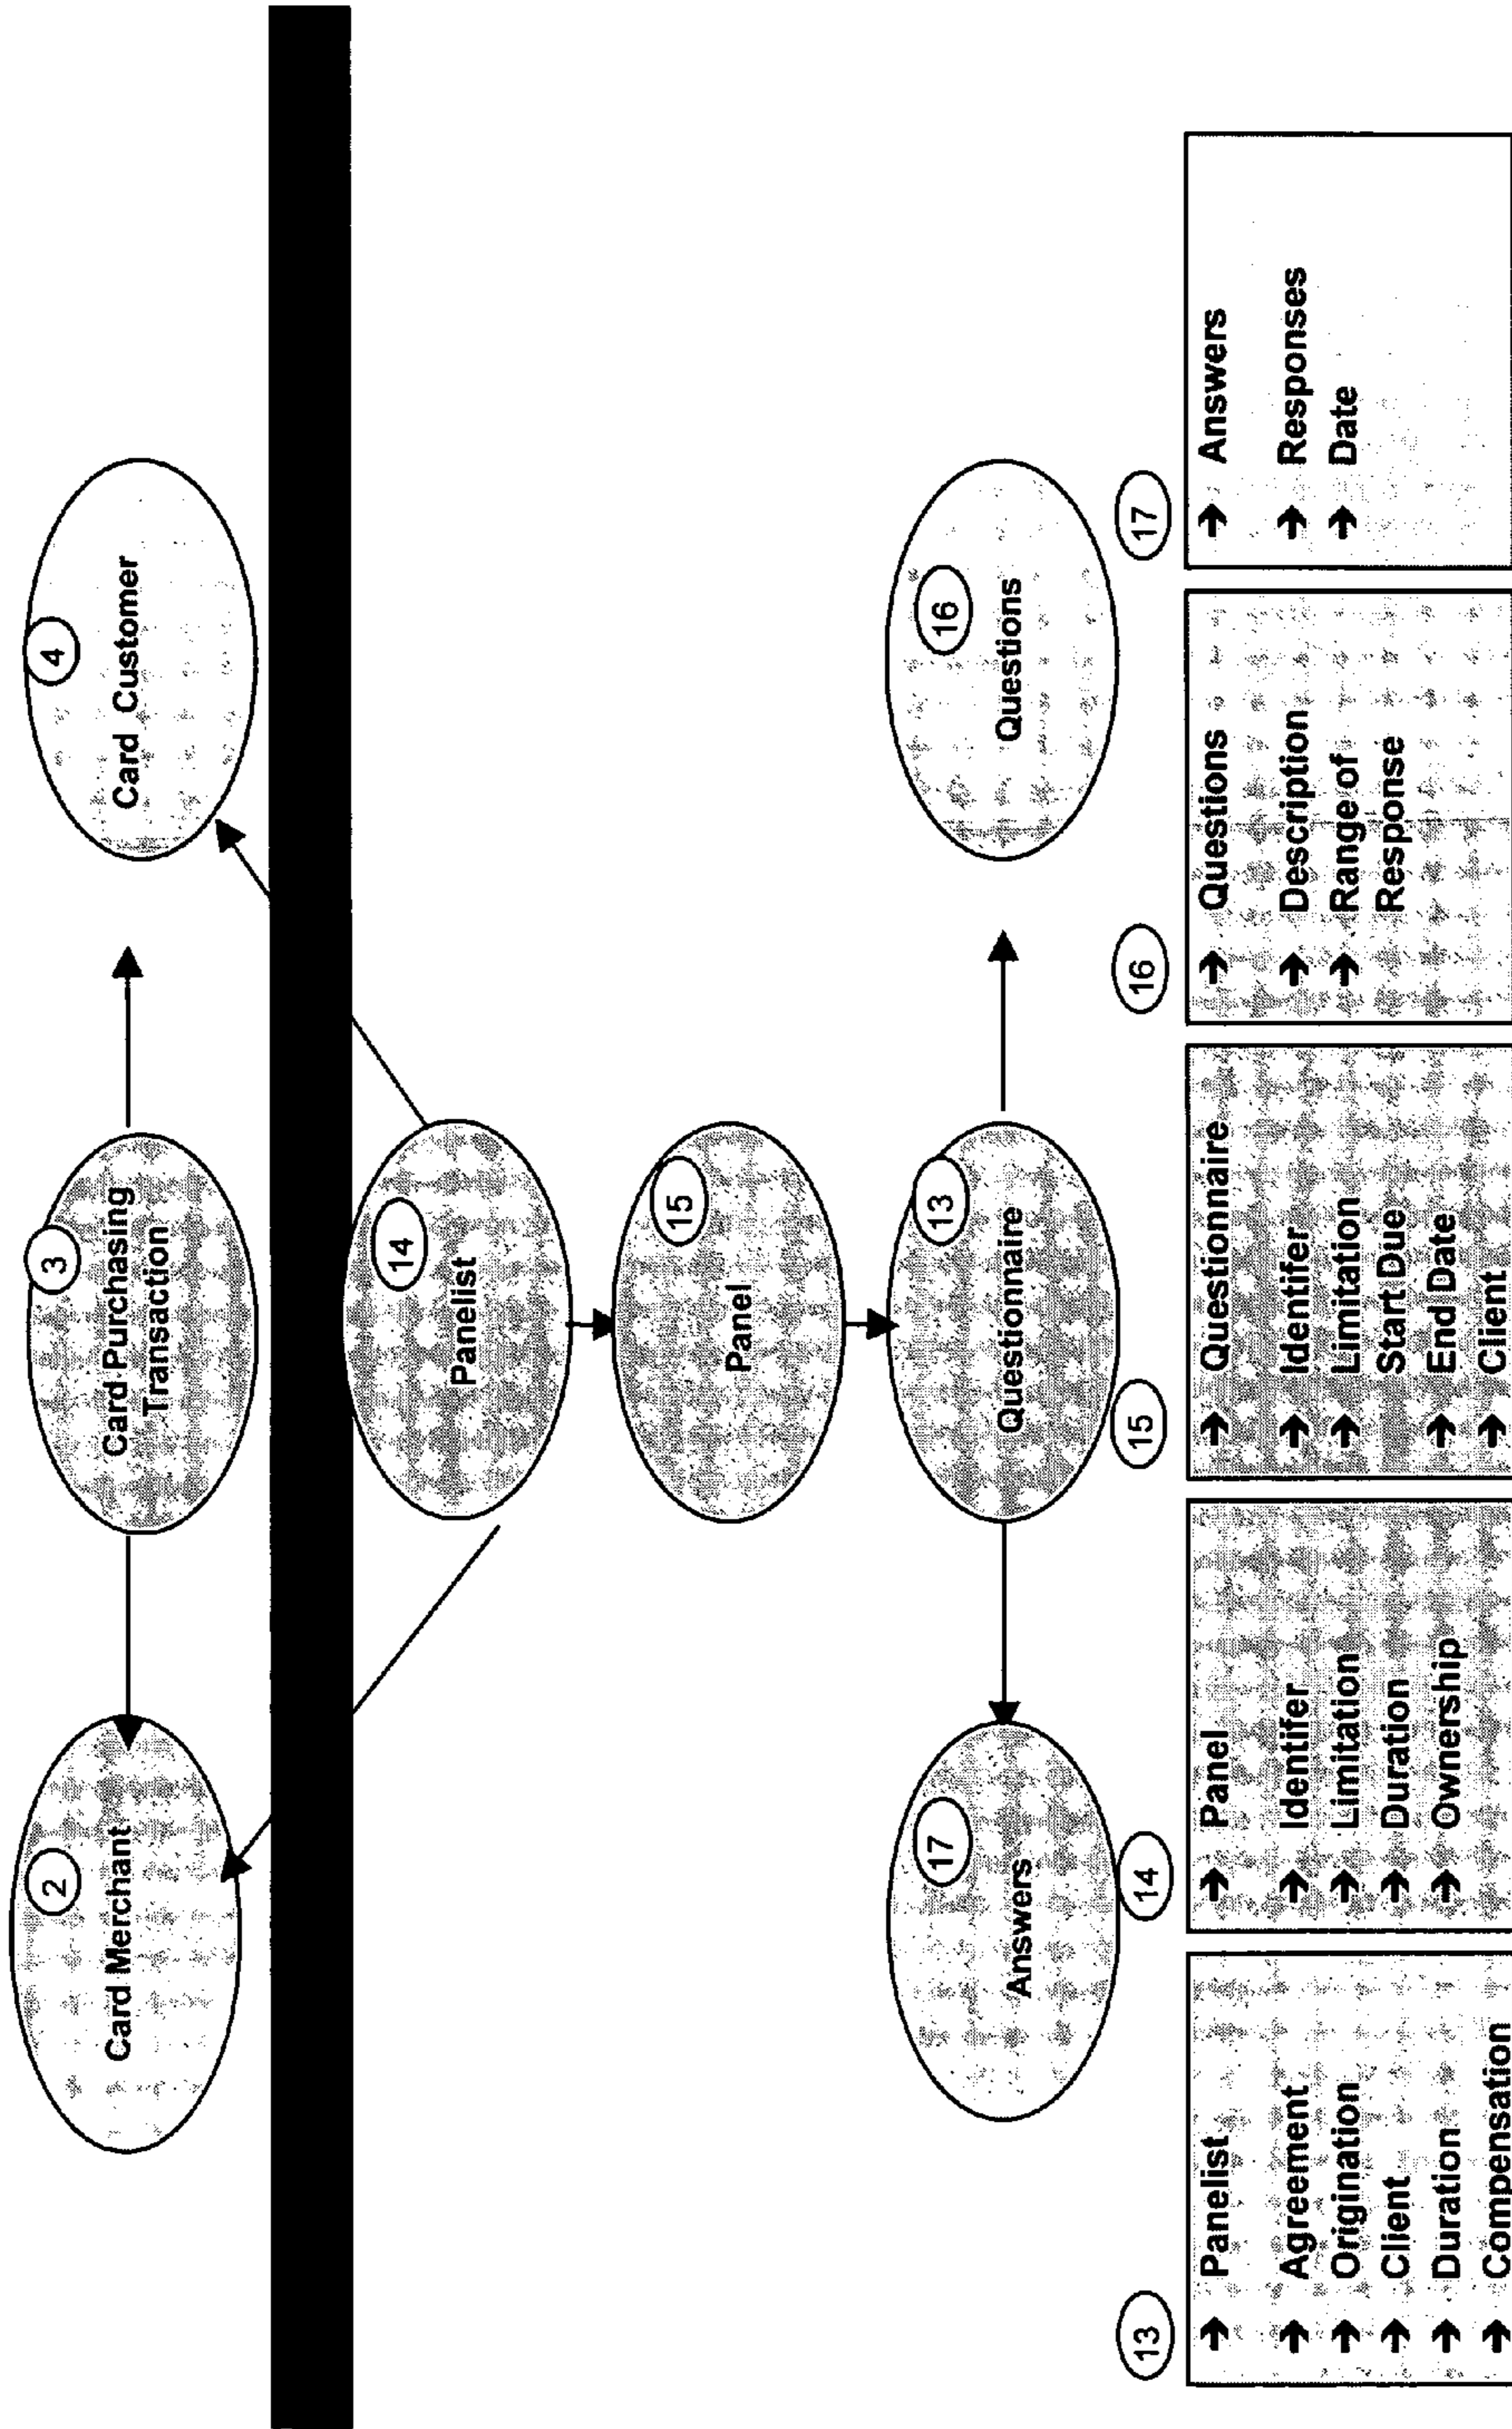 2
Card Merchant
3
Card Purchasing
Transaction
4
Card Customer
14
Panelist
15
Panel
17
Answers
13
Questionnaire
16
Questions
13
➔ Panelist
➔ Agreement
➔ Origination
➔ Client
➔ Duration
➔ Compensation
14
➔ Panel
➔ Identifer
➔ Limitation
➔ Duration
➔ Ownership
15
➔ Questionnaire
➔ Identifer
➔ Limitation
Start Due
➔ End Date
➔ Client
16
➔ Questions
➔ Description
➔ Range of
Response
17
➔ Answers
➔ Responses
➔ Date